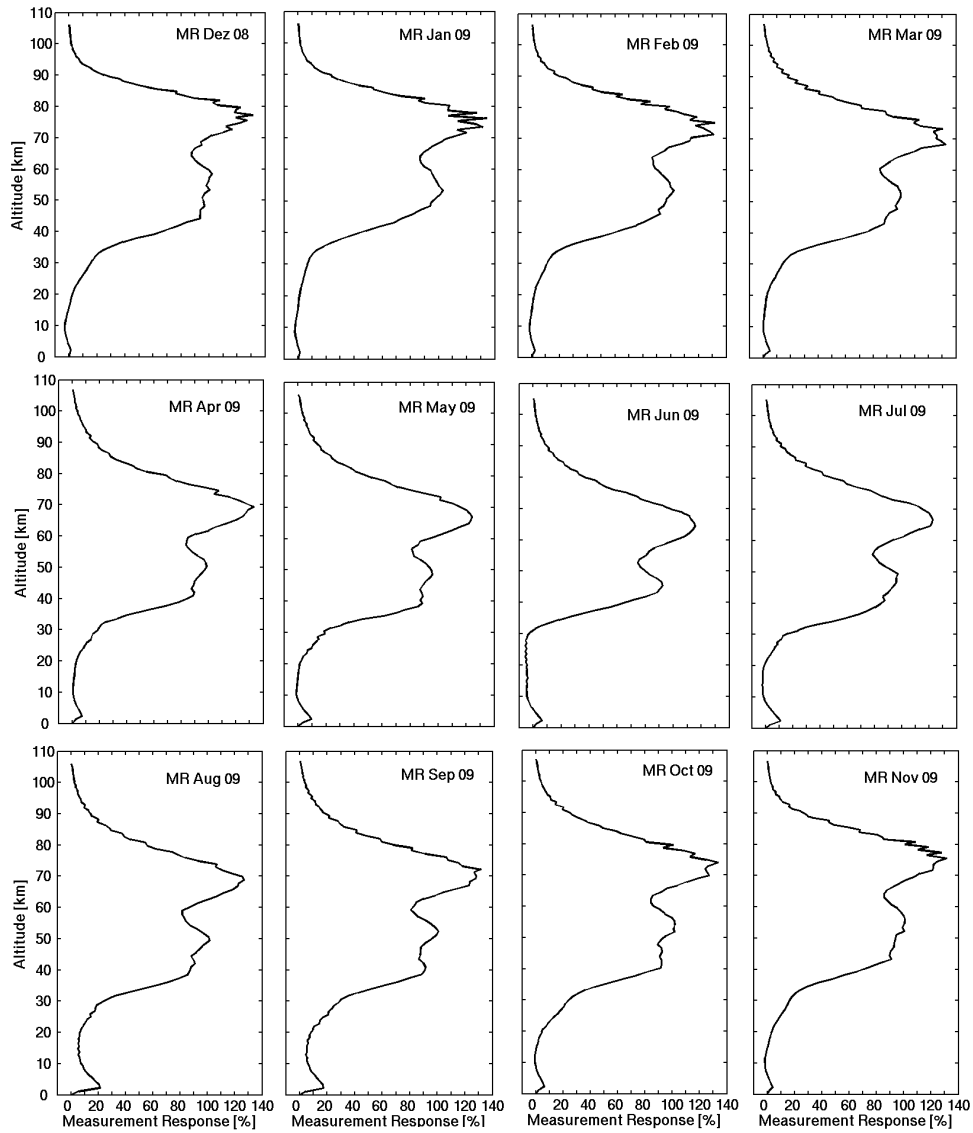 110
100
90
80
70
60
50
40
30
20
10
0
Altitude [km]
MR Dez 08
MR Jan 09
MR Feb 09
MR Mar 09
110
100
90
80
70
60
50
40
30
20
10
0
Altitude [km]
MR Apr 09
MR May 09
MR Jun 09
MR Jul 09
110
100
90
80
70
60
50
40
30
20
10
0
Altitude [km]
MR Aug 09
MR Sep 09
MR Oct 09
MR Nov 09
0 20 40 60 80 100 120 140
Measurement Response [%]
0 20 40 60 80 100 120 140
Measurement Response [%]
0 20 40 60 80 100 120 140
Measurement Response [%]
0 20 40 60 80 100 120 140
Measurement Response [%]